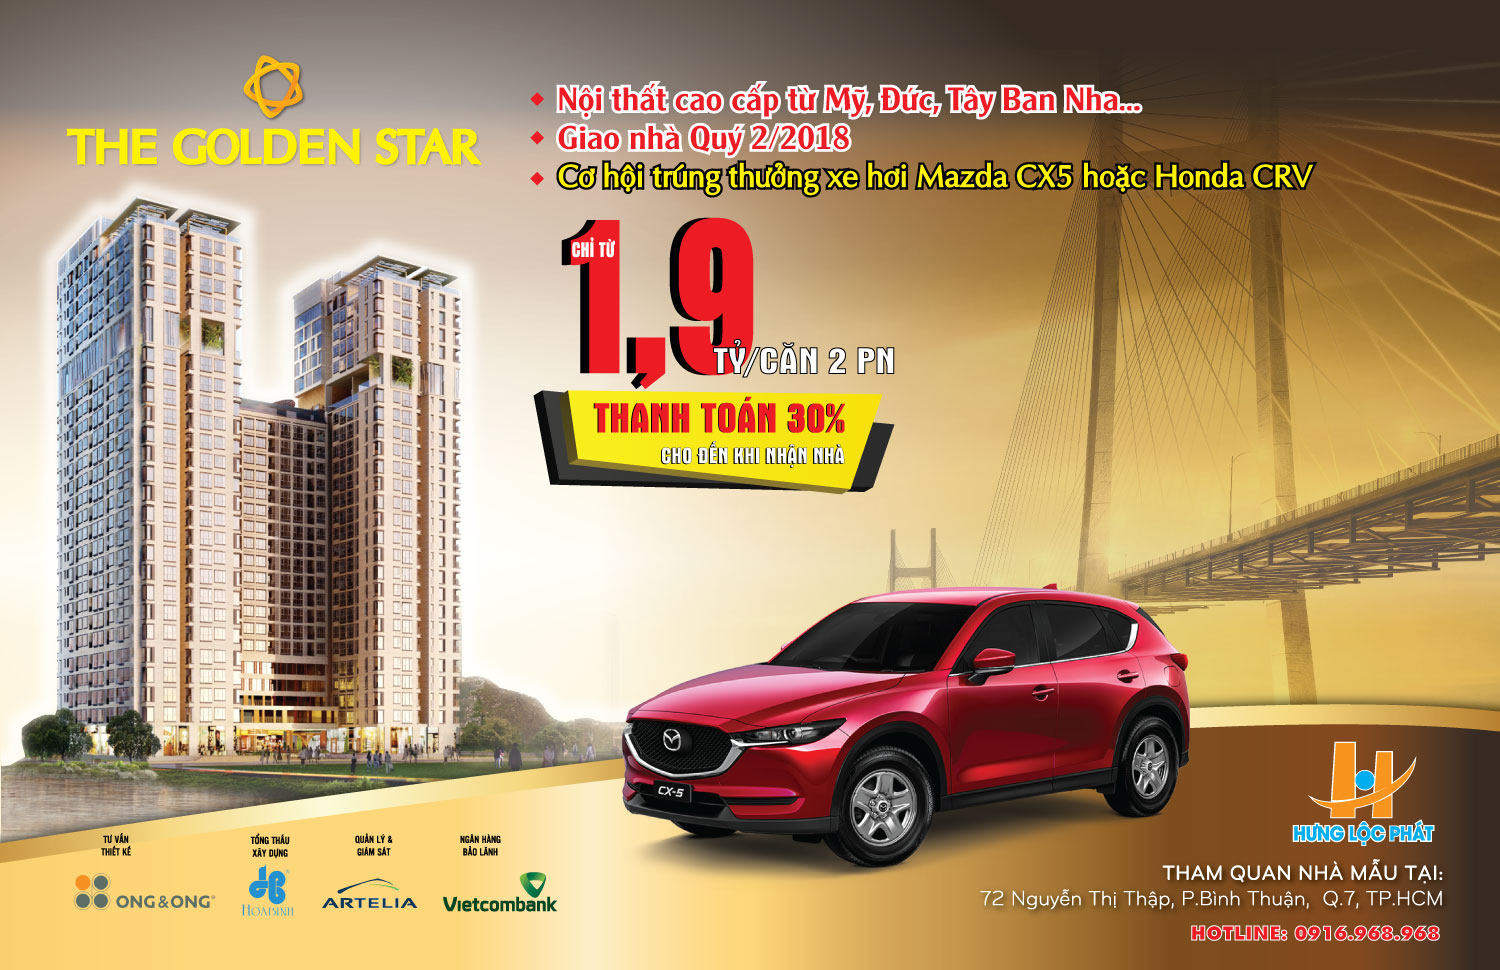 THE GOLDEN STAR
Nội thất cao cấp từ Mỹ, Đức, Tây Ban Nha...
Giao nhà Quý 2/2018
Cơ hội trúng thưởng xe hơi Mazda CX5 hoặc Honda CRV
CHỈ TỪ
1,9
TỶ/CĂN 2 PN
THANH TOÁN 30%
CHO ĐẾN KHI NHẬN NHÀ
CX-5
HƯNG LỘC PHÁT
TƯ VẤN
THIẾT KẾ
ONG&ONG®
TỔNG THẦU
XÂY DỰNG
HOABINH
QUẢN LÝ &
GIÁM SÁT
ARTELIA
NGÂN HÀNG
BẢO LÃNH
Vietcombank
THAM QUAN NHÀ MẪU TẠI:
72 Nguyễn Thị Thập, P.Bình Thuận, Q.7, TP.HCM
HOTLINE: 0916.968.968